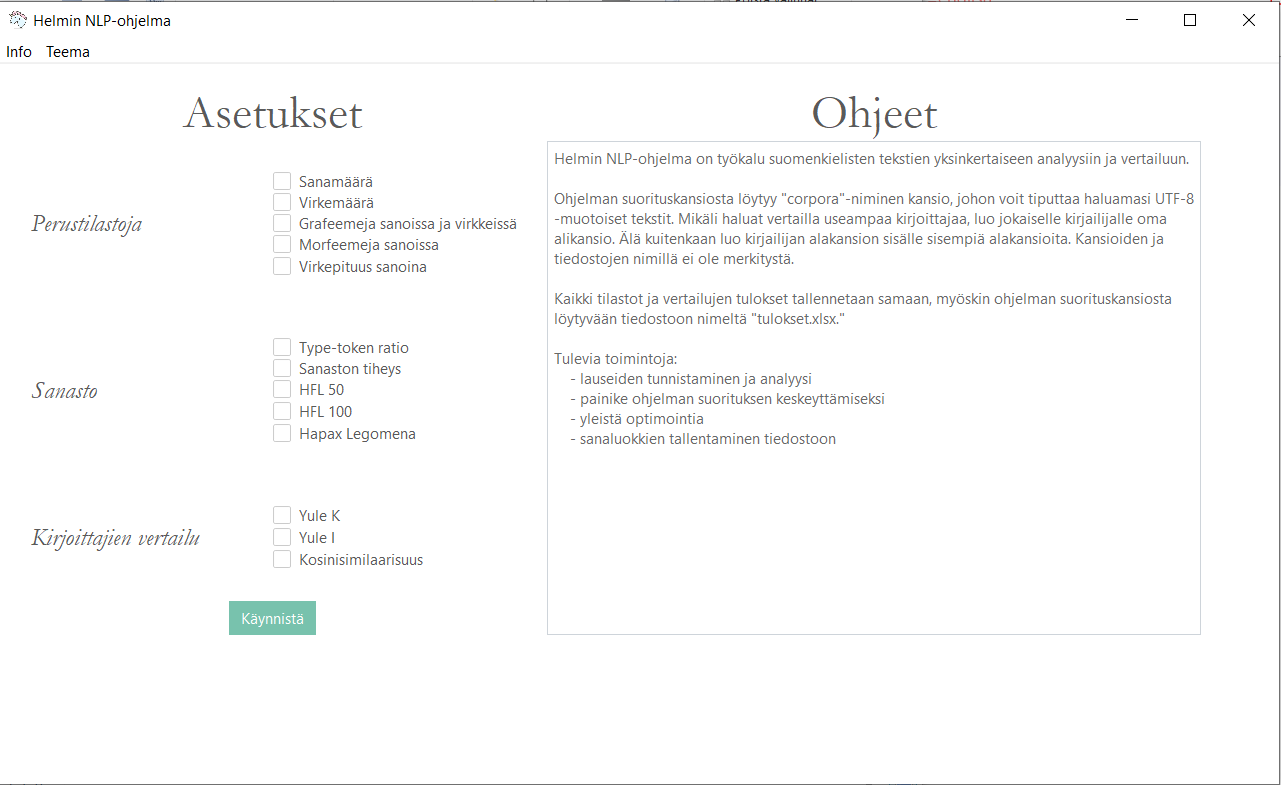 Helmin NLP-ohjelma
Info Teema
Asetukset
Perustilastoja
Sanamäärä
Virkemäärä
Grafeemeja sanoissa ja virkkeissä
Morfeemeja sanoissa
Virkepituus sanoina
Sanasto
Type-token ratio
Sanaston tiheys
HFL 50
HFL 100
Hapax Legomena
Kirjoittajien vertailu
Yule K
Yule I
Kosinisimilaarisuus
Käynnistä
Ohjeet
Helmin NLP-ohjelma on työkalu suomenkielisten tekstien yksinkertaiseen analyysiin ja vertailuun.
Ohjelman suorituskansiosta löytyy "corpora"-niminen kansio, johon voit tiputtaa haluamasi UTF-8
-muotoiset tekstit. Mikäli haluat vertailla useampaa kirjoittajaa, luo jokaiselle kirjailijalle oma
alikansio. Älä kuitenkaan luo kirjailijan alakansion sisälle sisempiä alakansioita. Kansioiden ja
tiedostojen nimillä ei ole merkitystä.
Kaikki tilastot ja vertailujen tulokset tallennetaan samaan, myöskin ohjelman suorituskansiosta
löytyvään tiedostoon nimeltä "tulokset.xlsx."
Tulevia toimintoja:
- lauseiden tunnistaminen ja analyysi
- painike ohjelman suorituksen keskeyttämiseksi
- yleistä optimointia
- sanaluokkien tallentaminen tiedostoon